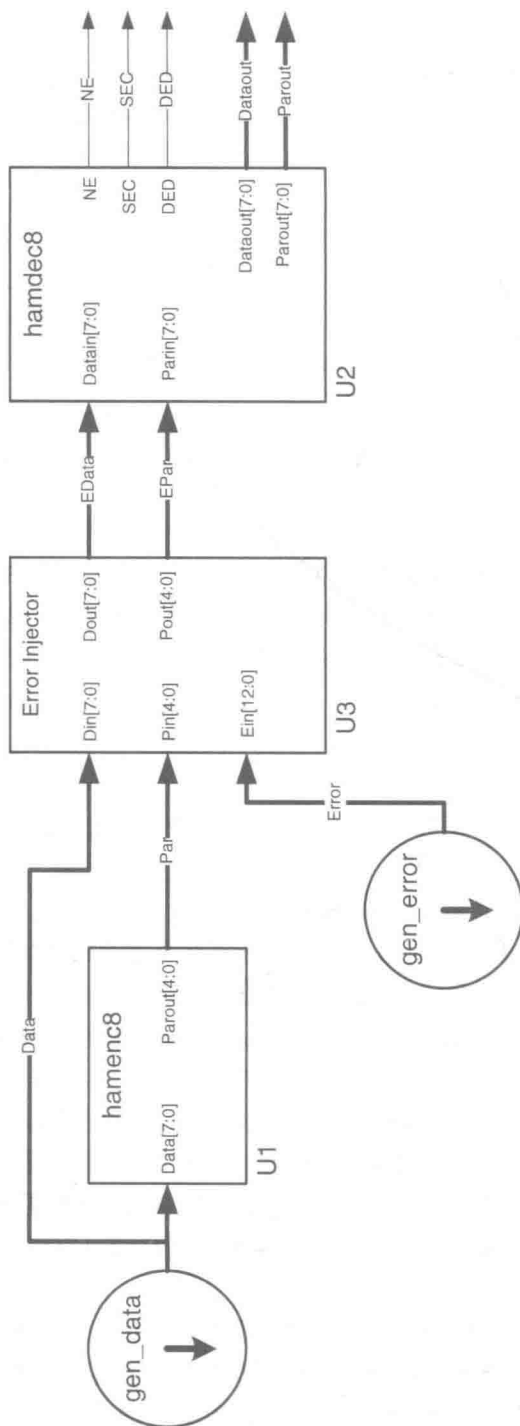 gen_data
Data
Data[7:0]
hamenc8
Parout[4:0]
U1
Par
gen_error
Error
Error Injector
Din[7:0]
Dout[7:0]
Pin[4:0]
Pout[4:0]
Ein[12:0]
U3
EData
EPar
hamdec8
Datain[7:0]
Parin[7:0]
NE
SEC
DED
Dataout[7:0]
Parout[7:0]
U2
NE
SEC
DED
Dataout
Parout